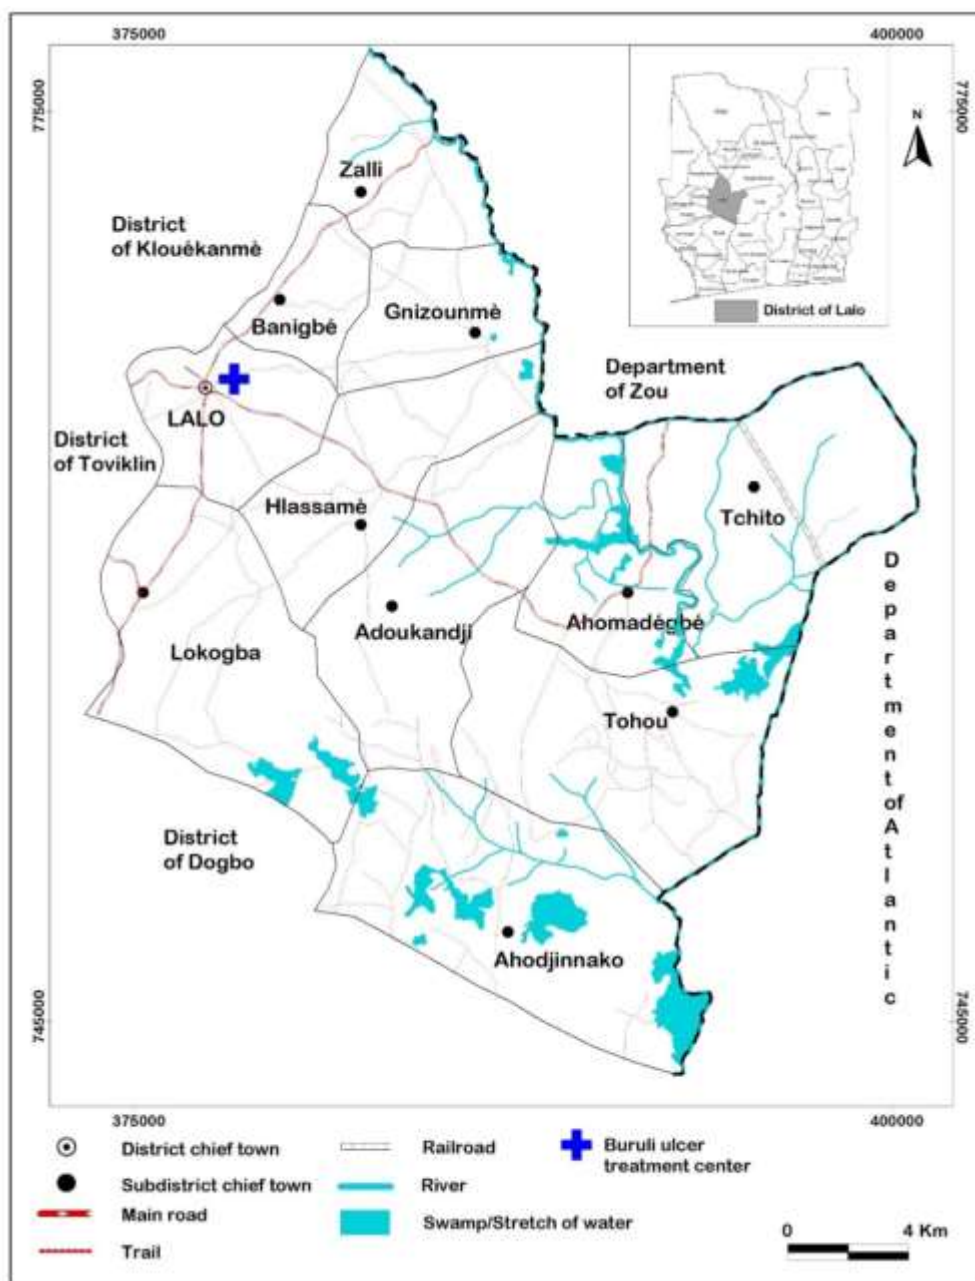 375000
400000
775000
775000
N
Zalli
District
of Klouékanmè
Banigbé
Gnizounmè
District of Lalo
Department
of Zou
LALO
District
of Toviklin
Hlassamè
Tchito
Adoukandji
Ahomadégbé
Lokogba
Tohou
Department of Atlantic
District
of Dogbo
Ahodjinnako
745000
745000
375000
400000
District chief town
Subdistrict chief town
Main road
Trail
Railroad
River
Swamp/Stretch of water
Buruli ulcer
treatment center
0
4 Km